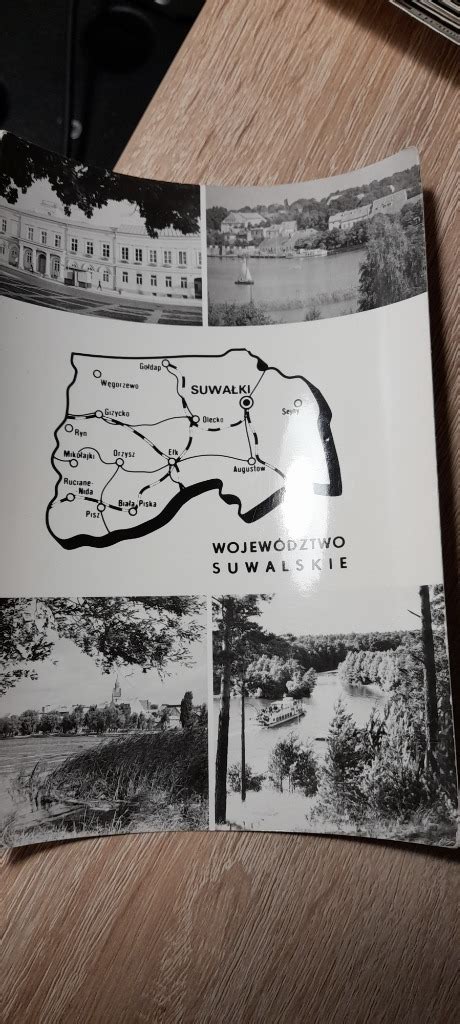 Gołdap
Węgorzewo
SUWAŁKI
Giżycko
Sejny
Olecko
Ryn
Mikołajki
Orzysz
Ełk
Augustów
Ruciane-
Nida
Biała Piska
Pisz
WOJEWÓDZTWO
SUWALSKIE